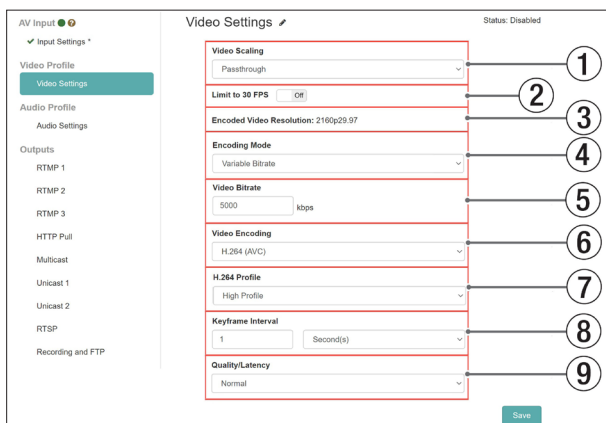 AV Input
Input Settings *
Video Profile
Video Settings
Audio Profile
Audio Settings
Outputs
RTMP 1
RTMP 2
RTMP 3
HTTP Pull
Multicast
Unicast 1
Unicast 2
RTSP
Recording and FTP
Video Settings
Status: Disabled
Video Scaling
Passthrough
1
Limit to 30 FPS Off
2
Encoded Video Resolution: 2160p29.97
3
Encoding Mode
Variable Bitrate
4
Video Bitrate
5000 kbps
5
Video Encoding
H.264 (AVC)
6
H.264 Profile
High Profile
7
Keyframe Interval
1 Second(s)
8
Quality/Latency
Normal
9
Save